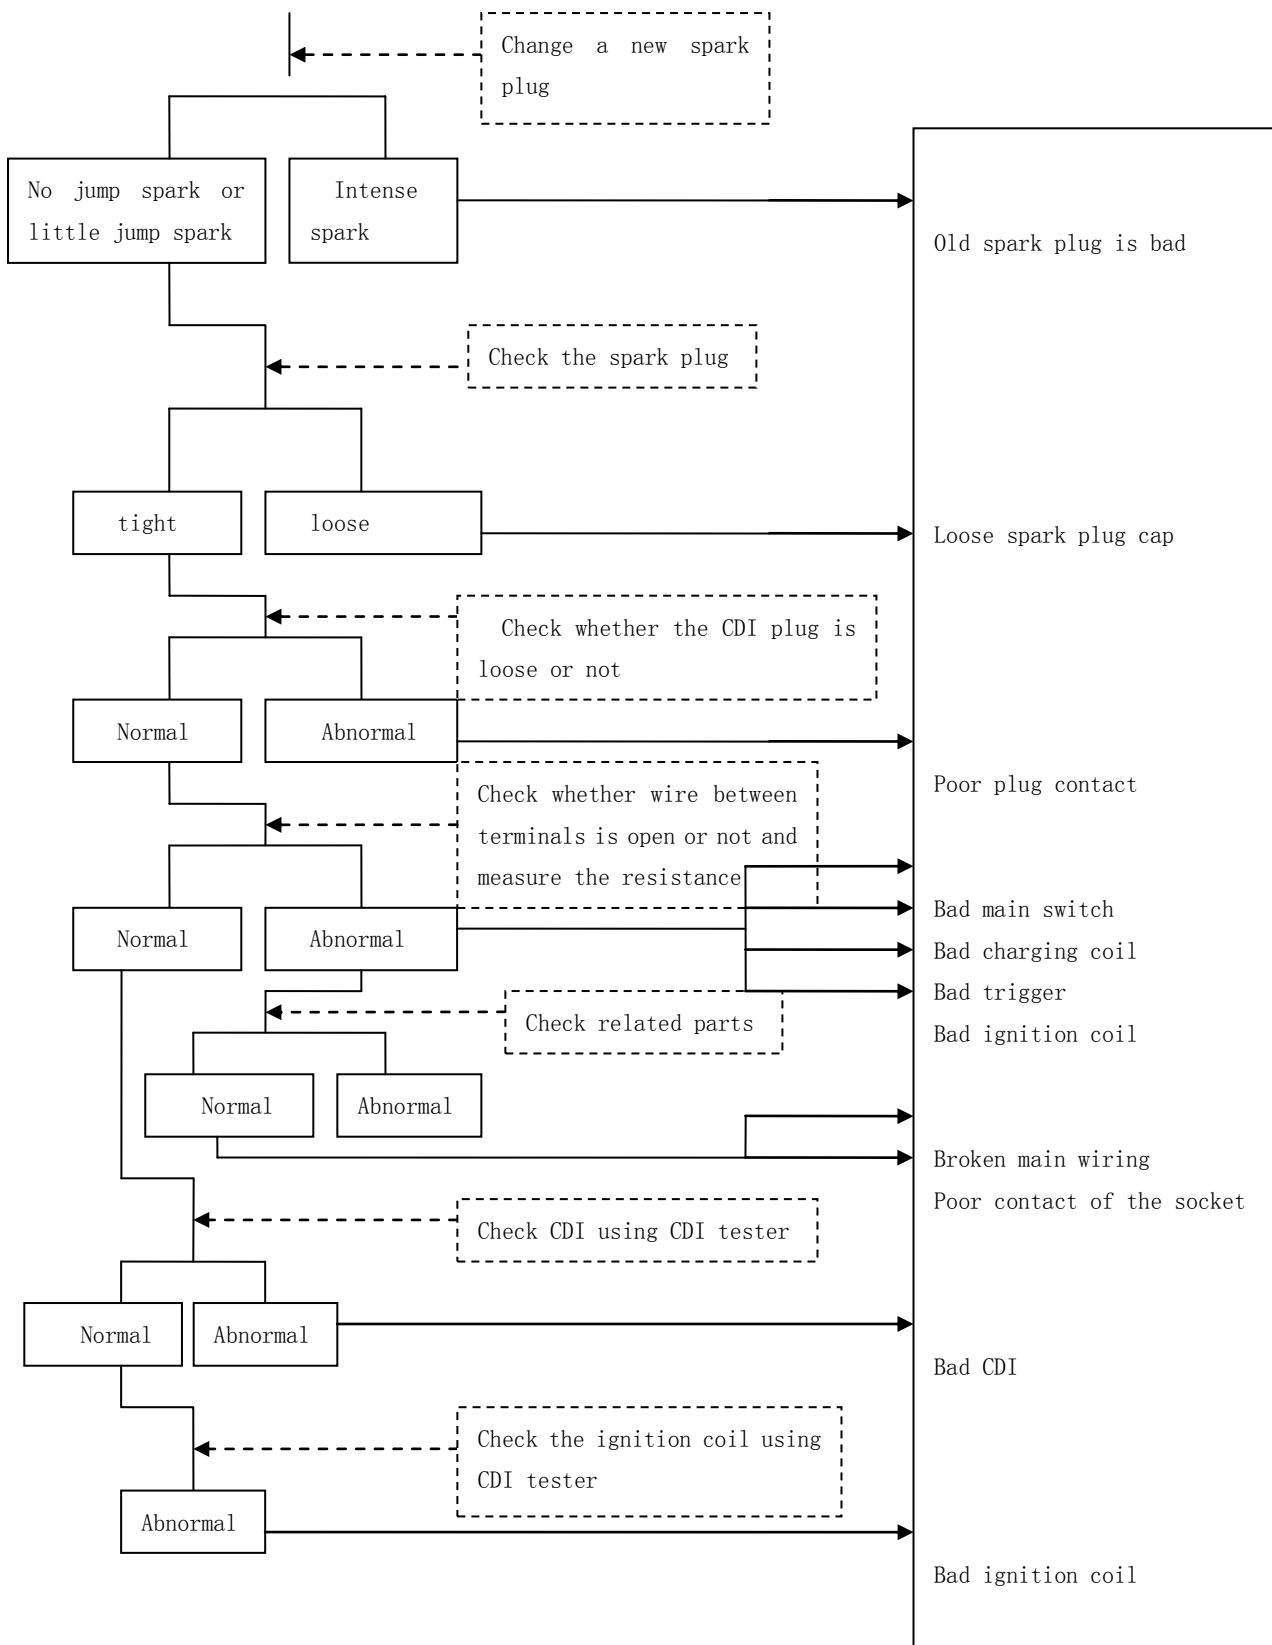 Change a new spark
plug
No jump spark or
little jump spark
Intense
spark
Old spark plug is bad
Check the spark plug
tight
loose
Loose spark plug cap
Check whether the CDI plug is
loose or not
Normal
Abnormal
Poor plug contact
Check whether wire between
terminals is open or not and
measure the resistance
Normal
Abnormal
Bad main switch
Bad charging coil
Bad trigger
Bad ignition coil
Check related parts
Normal
Abnormal
Broken main wiring
Poor contact of the socket
Check CDI using CDI tester
Normal
Abnormal
Bad CDI
Check the ignition coil using
CDI tester
Abnormal
Bad ignition coil